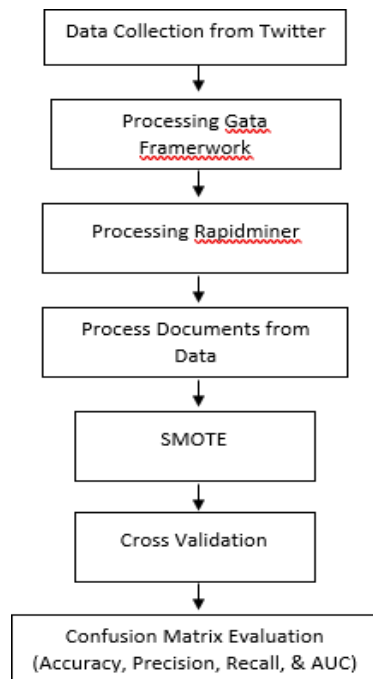 Data Collection from Twitter
Processing Gata
Framerwork
Processing Rapidminer
Process Documents from
Data
SMOTE
Cross Validation
Confusion Matrix Evaluation
(Accuracy, Precision, Recall, & AUC)